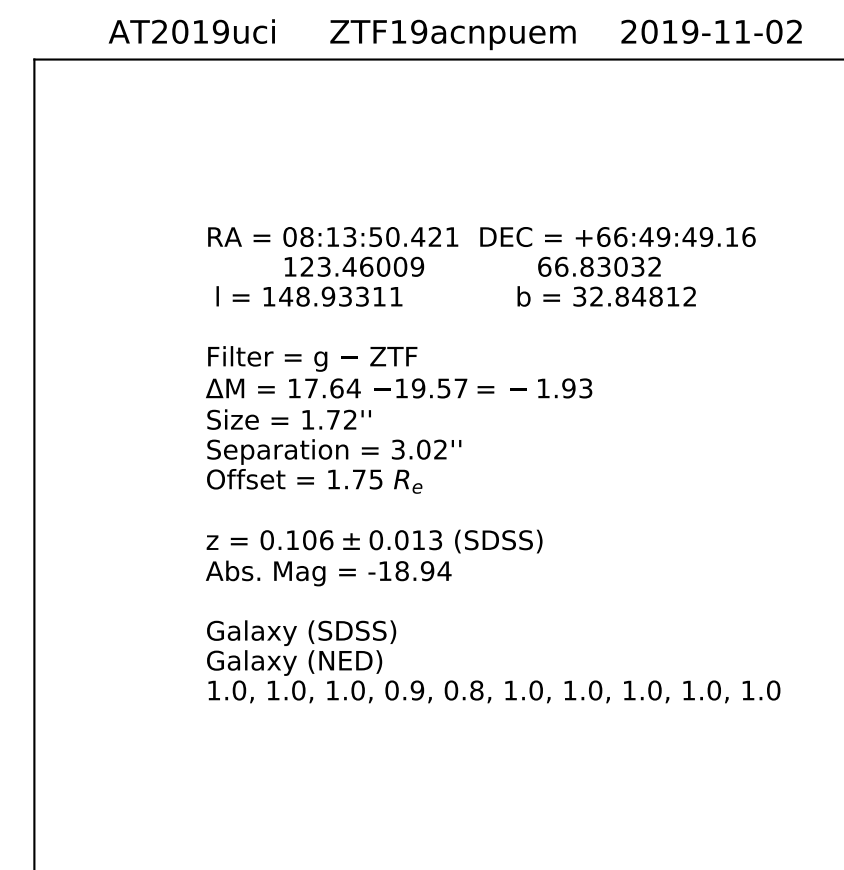 AT2019uci ZTF19acnpuem 2019-11-02
RA = 08:13:50.421 DEC = +66:49:49.16
123.46009 66.83032
l = 148.93311 b = 32.84812
Filter = g − ZTF
ΔM = 17.64 −19.57 = − 1.93
Size = 1.72''
Separation = 3.02''
Offset = 1.75 Re
z = 0.106 ± 0.013 (SDSS)
Abs. Mag = -18.94
Galaxy (SDSS)
Galaxy (NED)
1.0, 1.0, 1.0, 0.9, 0.8, 1.0, 1.0, 1.0, 1.0, 1.0